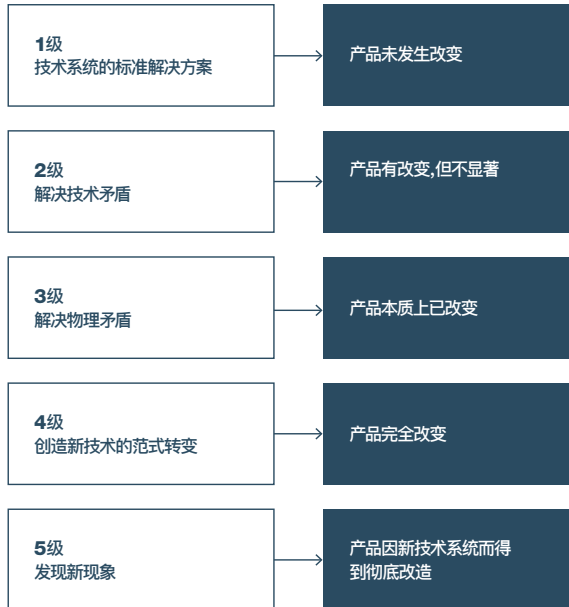 1级
技术系统的标准解决方案
产品未发生改变
2级
解决技术矛盾
产品有改变,但不显著
3级
解决物理矛盾
产品本质上已改变
4级
创造新技术的范式转变
产品完全改变
5级
发现新现象
产品因新技术系统而得
到彻底改造